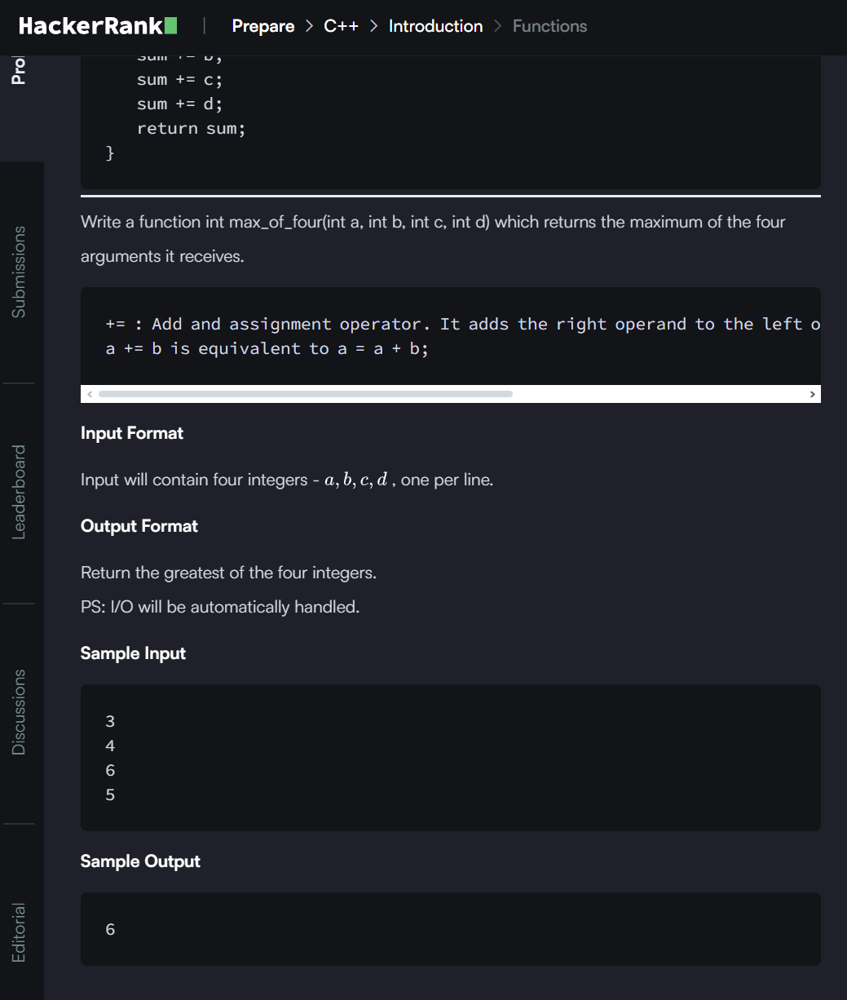 HackerRank | Prepare > C++ > Introduction > Functions
sum += b;
sum += c;
sum += d;
return sum;
}
Write a function int max_of_four(int a, int b, int c, int d) which returns the maximum of the four
arguments it receives.
+= : Add and assignment operator. It adds the right operand to the left o
a += b is equivalent to a = a + b;
Input Format
Input will contain four integers - a, b, c, d , one per line.
Output Format
Return the greatest of the four integers.
PS: I/O will be automatically handled.
Sample Input
3
4
6
5
Sample Output
6
Submissions
Leaderboard
Discussions
Editorial